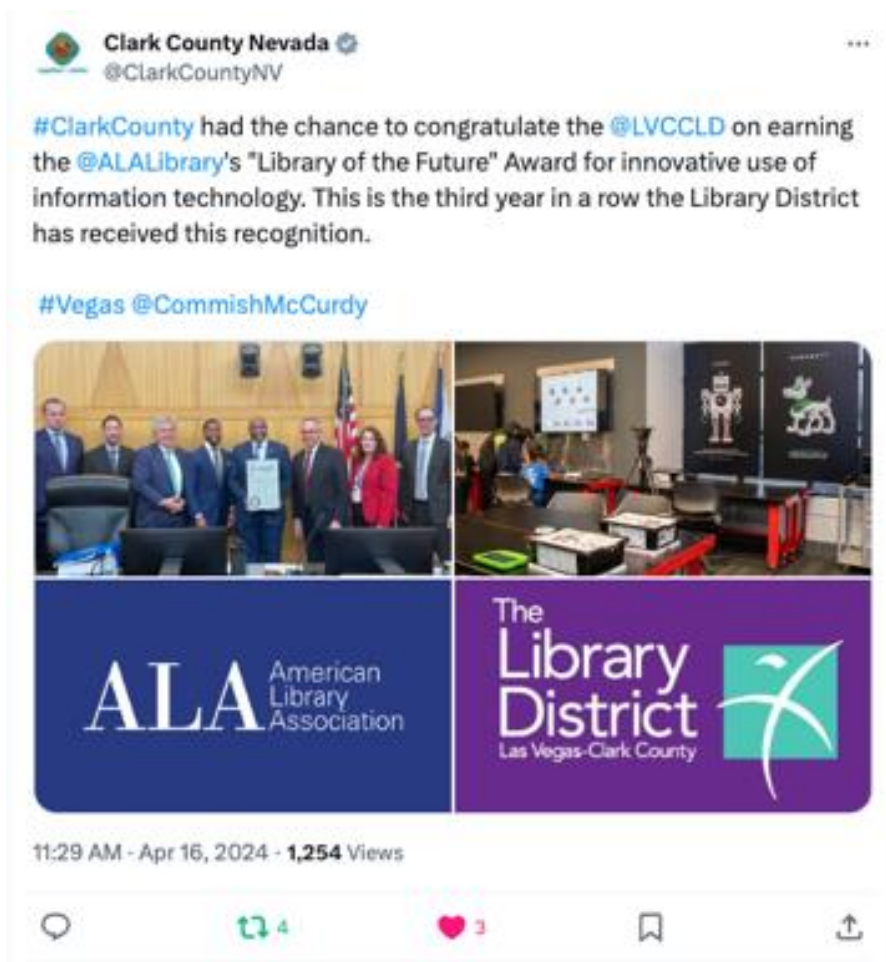 Clark County Nevada
@ClarkCountyNV
#ClarkCounty had the chance to congratulate the @LVCCLD on earning
the @ALALibrary's "Library of the Future" Award for innovative use of
information technology. This is the third year in a row the Library District
has received this recognition.
#Vegas @CommishMcCurdy
ALA American
Library
Association
The
Library
District
Las Vegas-Clark County
11:29 AM - Apr 16, 2024 - 1,254 Views
4
3